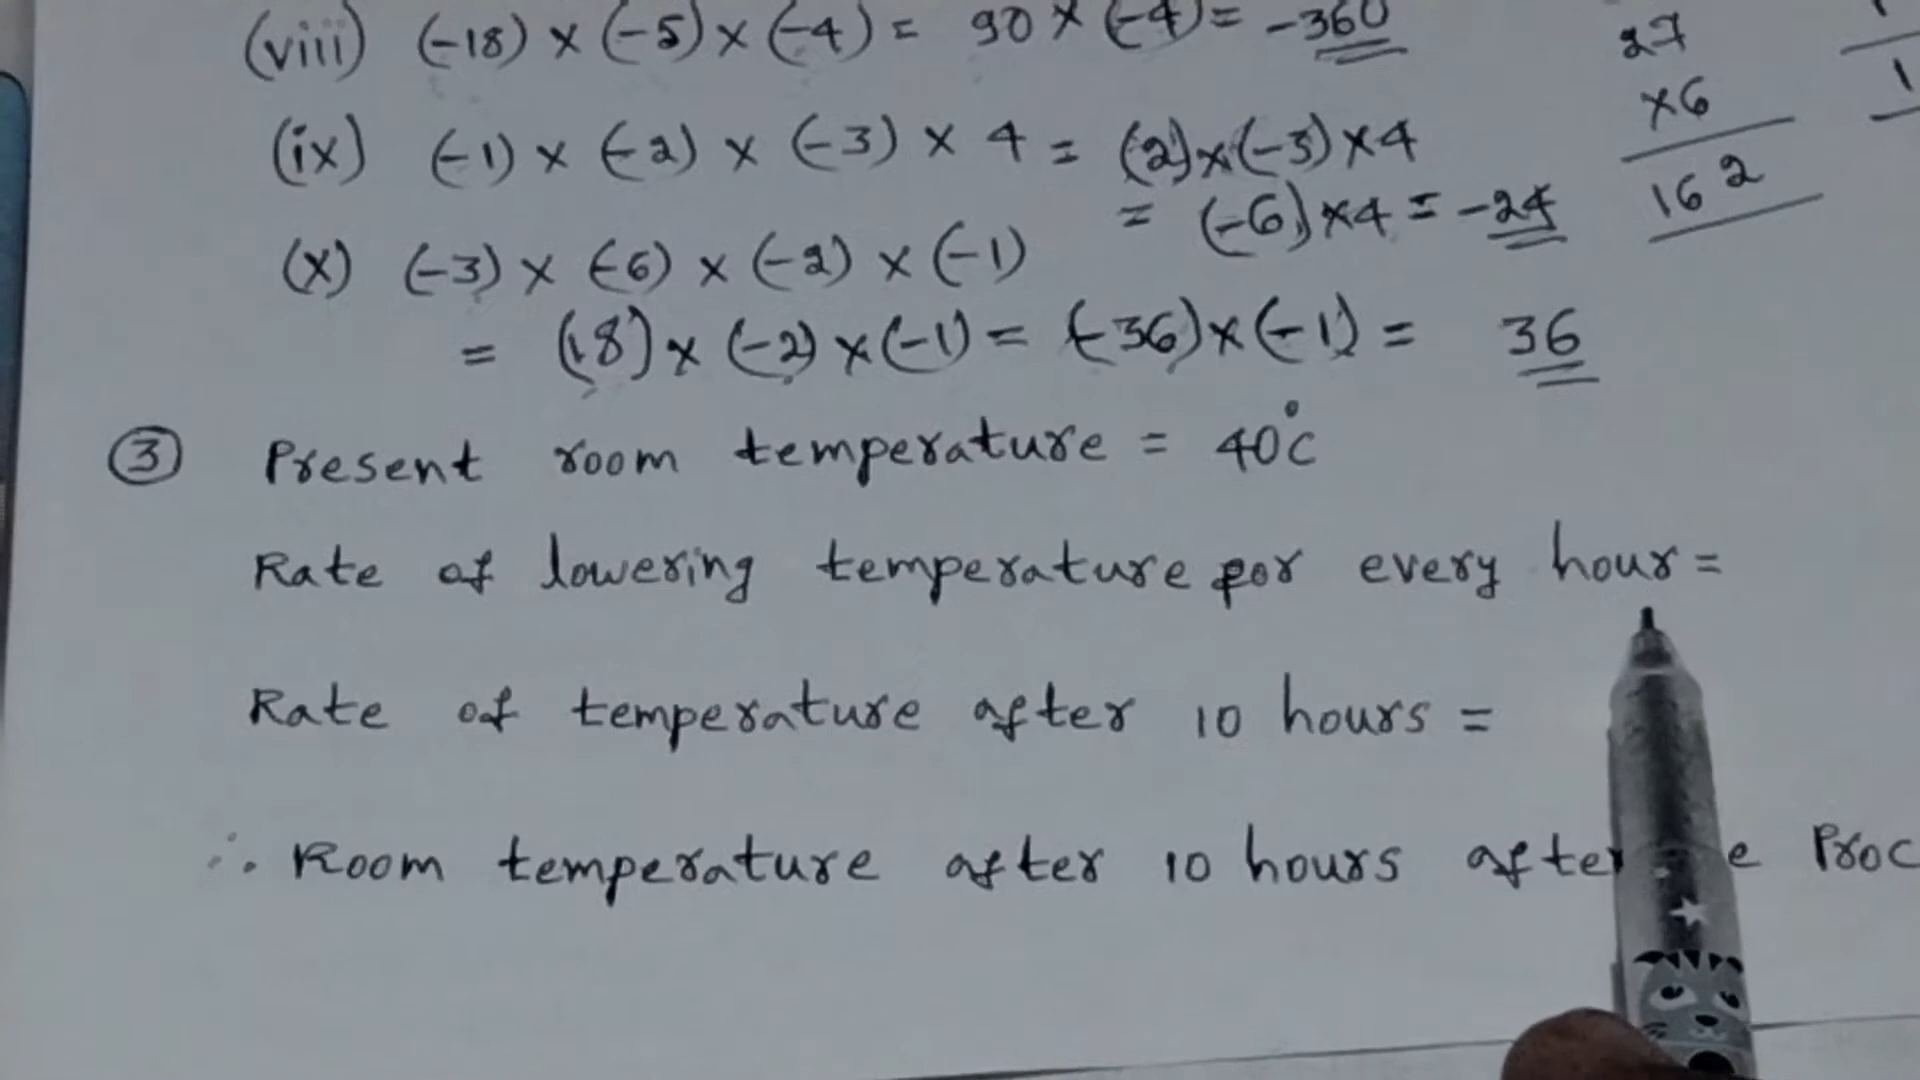 (viii) (-18) × (-5) × (-4) = 90 × (-4) = -360
27
×6
162
1
(ix) (-1) × (-2) × (-3) × 4 = (2) × (-3) × 4
= (-6) × 4 = -24
(x) (-3) × (-6) × (-2) × (-1)
= (18) × (-2) × (-1) = (-36) × (-1) = 36
③ Present room temperature = 40°C
Rate of lowering temperature for every hour =
Rate of temperature after 10 hours =
∴ Room temperature after 10 hours after